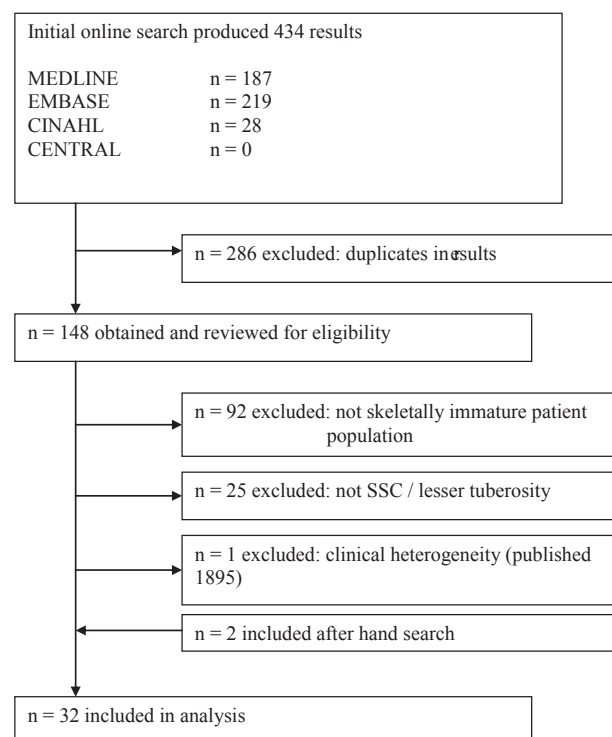 Initial online search produced 434 results
MEDLINE n = 187
EMBASE n = 219
CINAHL n = 28
CENTRAL n = 0
n = 286 excluded: duplicates in results
n = 148 obtained and reviewed for eligibility
n = 92 excluded: not skeletally immature patient
population
n = 25 excluded: not SSC / lesser tuberosity
n = 1 excluded: clinical heterogeneity (published
1895)
n = 2 included after hand search
n = 32 included in analysis